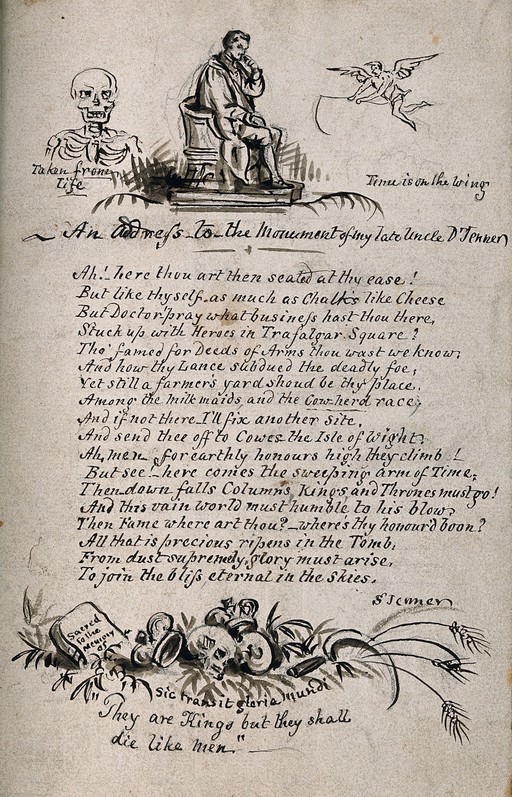 Taken from
Life
Time is on the wing
An Address to the Monument of my late Uncle Dr Jenner
Ah! here thou art then seated at thy ease!
But like thyself as much as Chalk's like Cheese
But Doctor pray what business hast thou there,
Stuck up with Heroes in Trafalgar Square?
Tho' famed for Deeds of Arms thou wast we know,
And how thy Lance subdued the deadly foe,
Yet still a farmer's yard shoud be thy place,
Among the milk maids and the Cow-herd race,
And if not there I'll fix another site,
And send thee off to Cowes the Isle of Wight,
Ah, men, for earthly honours high they climb!
But see! here comes the sweeping arm of Time,
Then down falls Columns, Kings and Thrones must go!
And this vain world must humble to his blow,
Then Fame where art thou? where's thy honour'd boon?
All that is precious ripens in the Tomb,
From dust supremely, glory must arise,
To join the bliss eternal in the Skies.
S Jenner
Sacred
to the
Memory
of
Sic transit gloria Mundi
"They are Kings but they shall
die like men"